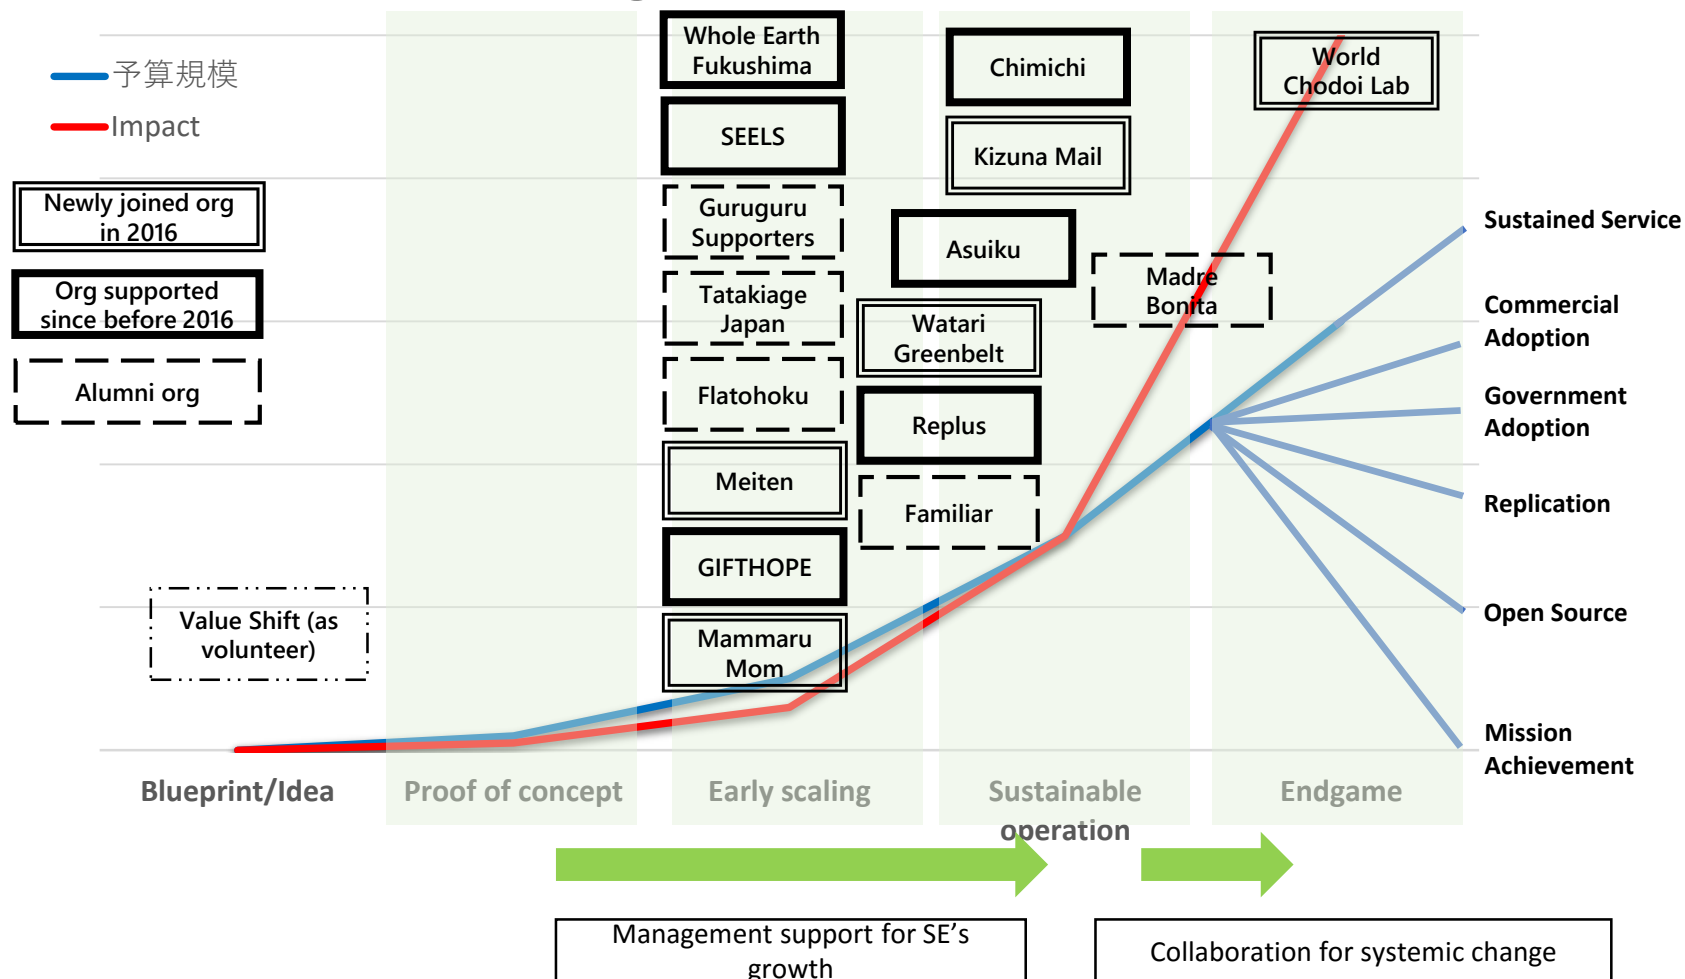 Whole Earth
Fukushima
Chimichi
World
Chodoi Lab
予算規模
Impact
SEELS
Kizuna Mail
Newly joined org
in 2016
Guruguru
Supporters
Sustained Service
Asuiku
Org supported
since before 2016
Tatakiage
Japan
Madre
Bonita
Commercial
Adoption
Watari
Greenbelt
Alumni org
Flatohoku
Replus
Government
Adoption
Meiten
Familiar
Replication
GIFTHOPE
Value Shift (as
volunteer)
Mammaru
Mom
Open Source
Mission
Achievement
Blueprint/Idea
Proof of concept
Early scaling
Sustainable
operation
Endgame
Management support for SE's
growth
Collaboration for systemic change